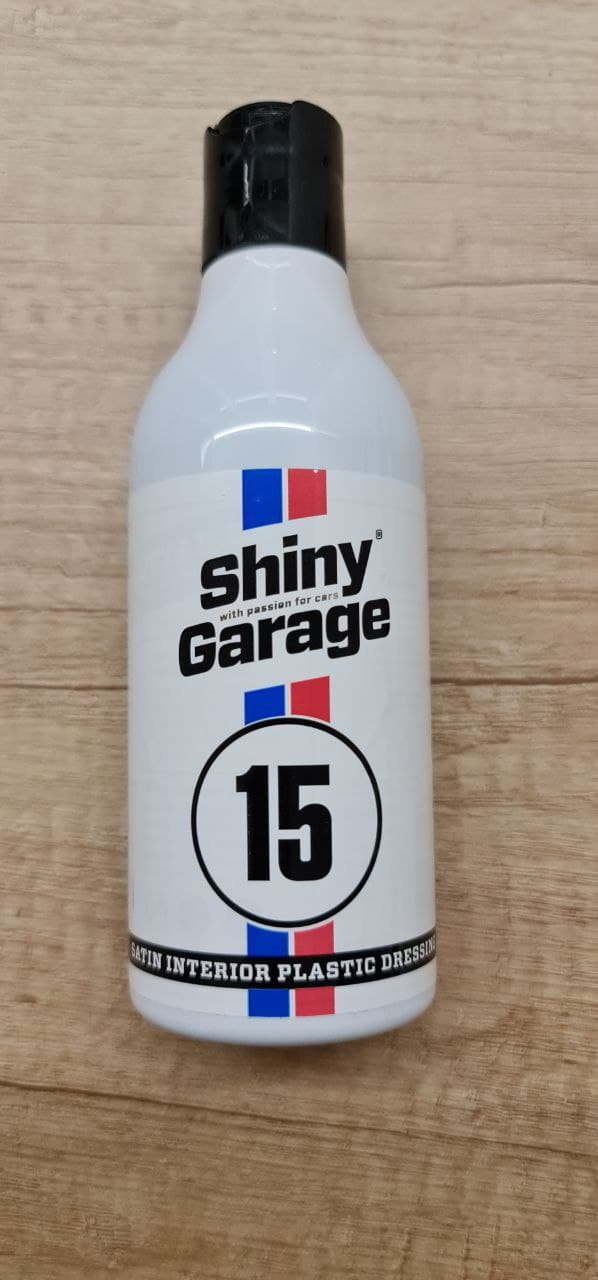 Shiny®
with passion for cars
Garage
15
SATIN INTERIOR PLASTIC DRESSING